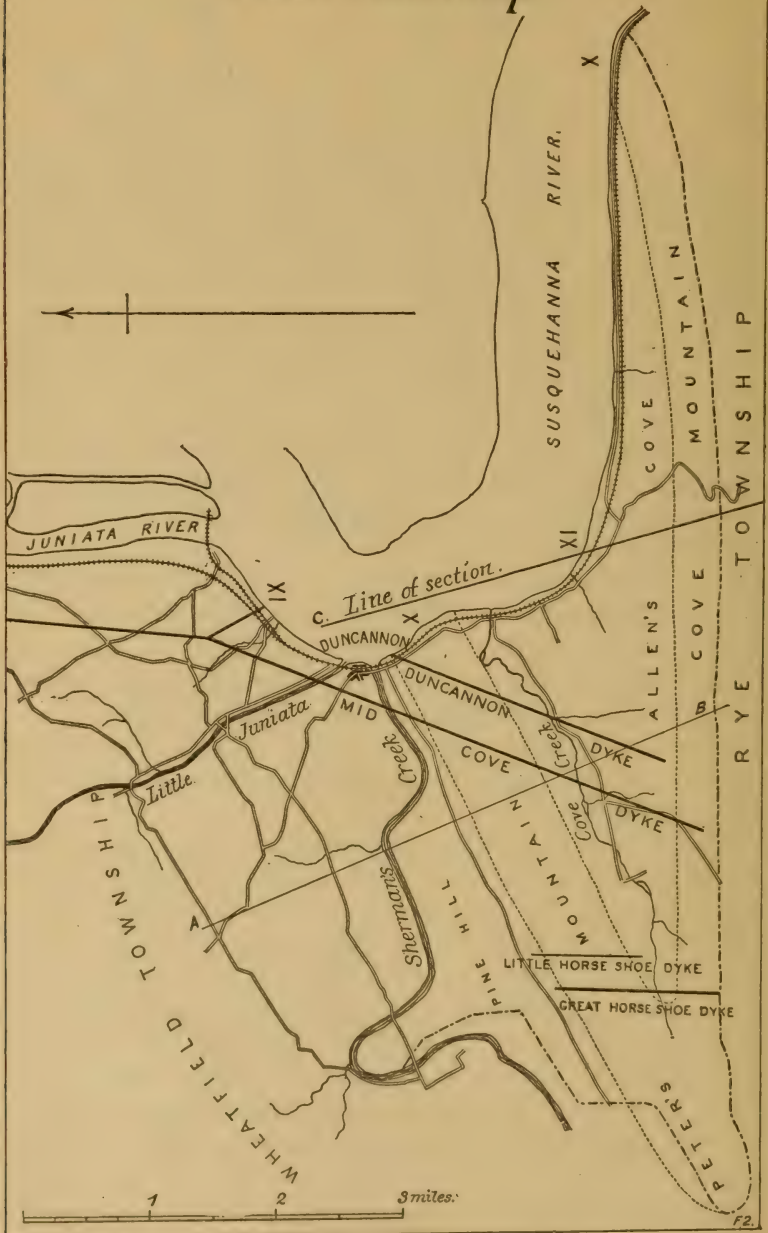 X
SUSQUEHANNA RIVER.
COVE
MOUNTAIN
RYE TOWNSHIP
JUNIATA RIVER
IX
XI
C. Line of section.
DUNCANNON
X
DUNCANNON
DYKE
MID
COVE
DYKE
ALLEN'S
COVE
B
Juniata
Little
Creek
Sherman's
Cove Creek
MOUNTAIN
PINE HILL
A
WHEATFIELD TOWNSHIP
LITTLE HORSE SHOE DYKE
GREAT HORSE SHOE DYKE
PETER'S
1 2 3 miles.
F2.